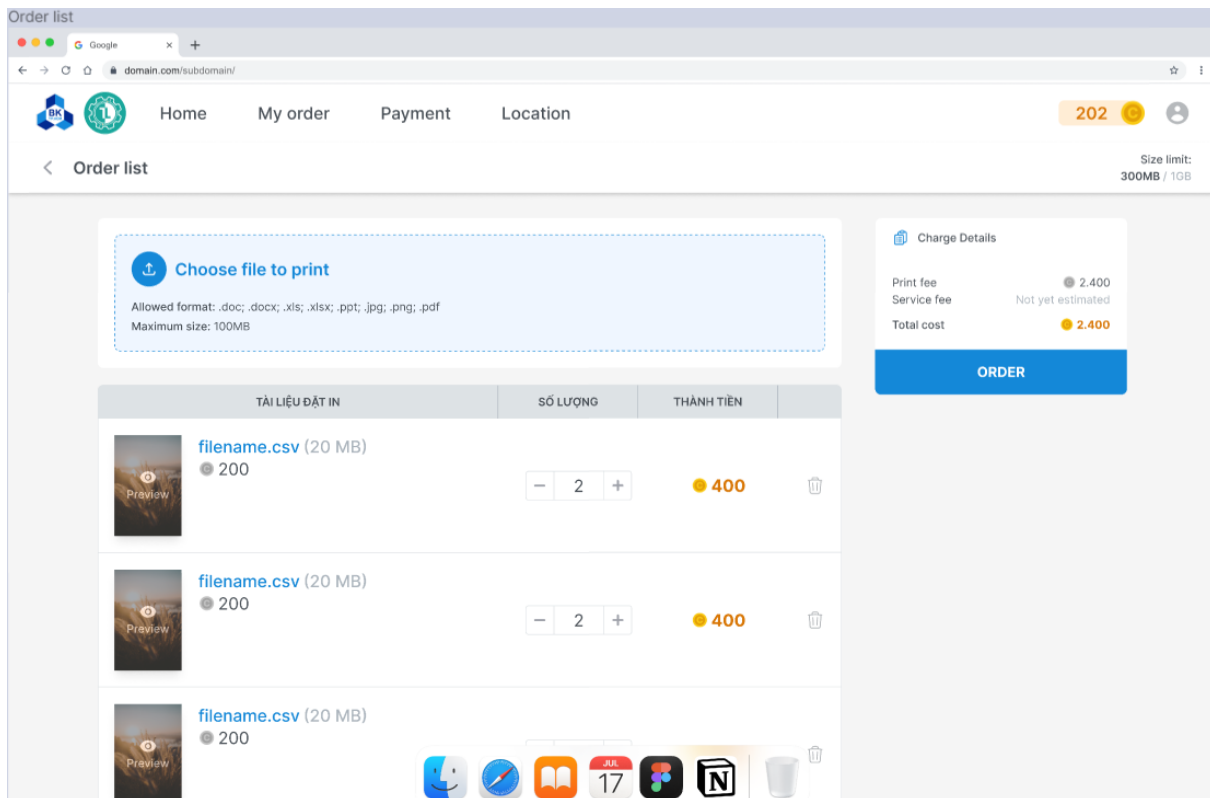 Order list
Google
domain.com/subdomain/
BK
Home
My order
Payment
Location
202
Order list
Size limit:
300MB / 1GB
Choose file to print
Allowed format: .doc; .docx; .xls; .xlsx; .ppt; .jpg; .png; .pdf
Maximum size: 100MB
Charge Details
Print fee 2.400
Service fee Not yet estimated
Total cost 2.400
ORDER
TÀI LIỆU ĐẶT IN
SỐ LƯỢNG
THÀNH TIỀN
filename.csv (20 MB)
200
Preview
2
400
filename.csv (20 MB)
200
Preview
2
400
filename.csv (20 MB)
200
Preview
JUL
17